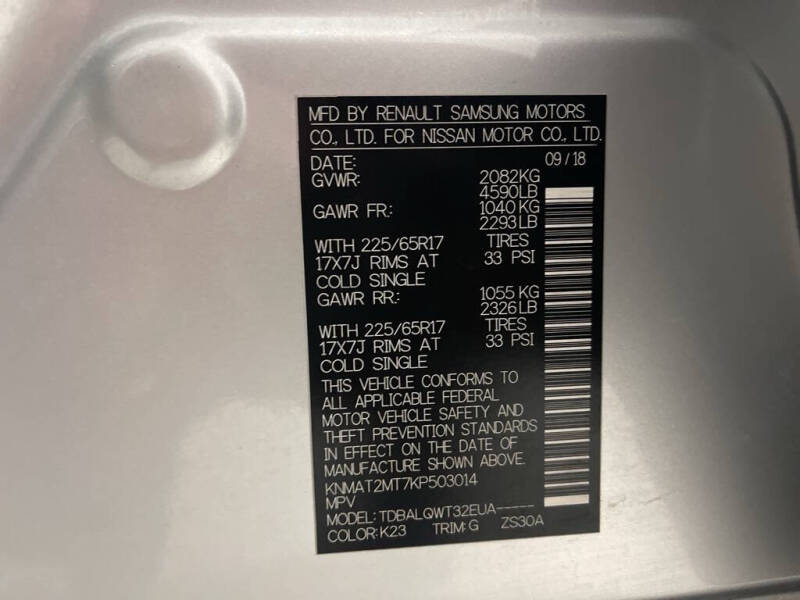 MFD BY RENAULT SAMSUNG MOTORS
CO., LTD. FOR NISSAN MOTOR CO., LTD.
DATE: 09/18
GVWR: 2082KG
4590LB
GAWR FR.: 1040KG
2293LB
WITH 225/65R17 TIRES
17X7J RIMS AT 33 PSI
COLD SINGLE
GAWR RR.: 1055KG
2326LB
WITH 225/65R17 TIRES
17X7J RIMS AT 33 PSI
COLD SINGLE
THIS VEHICLE CONFORMS TO
ALL APPLICABLE FEDERAL
MOTOR VEHICLE SAFETY AND
THEFT PREVENTION STANDARDS
IN EFFECT ON THE DATE OF
MANUFACTURE SHOWN ABOVE.
KNMAT2MT7KP503014
MPV
MODEL: TDBALQWT32EUA-----
COLOR: K23 TRIM: G ZS30A